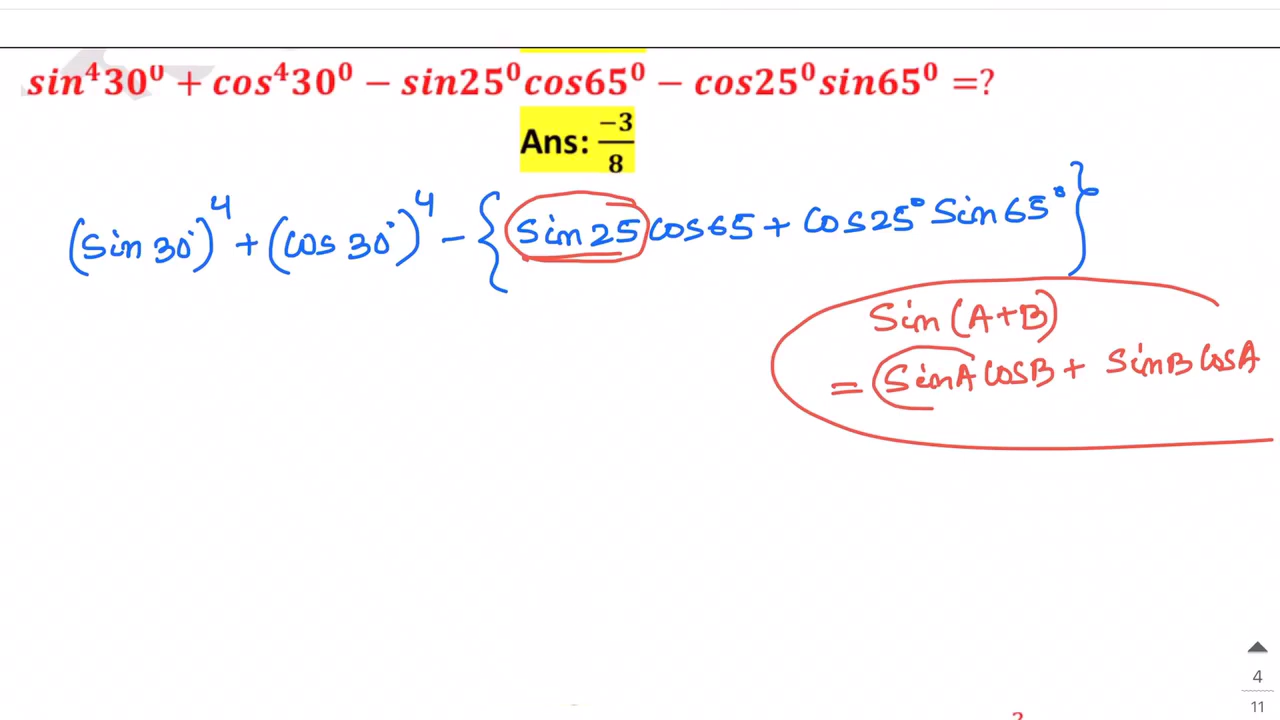 sin⁴30⁰ + cos⁴30⁰ − sin25⁰cos65⁰ − cos25⁰sin65⁰ =?
Ans: −3/8
(Sin 30°)⁴ + (Cos 30°)⁴ − {Sin 25 Cos 65 + Cos 25° Sin 65°}
Sin (A+B)
= SinA CosB + SinB CosA
4
11